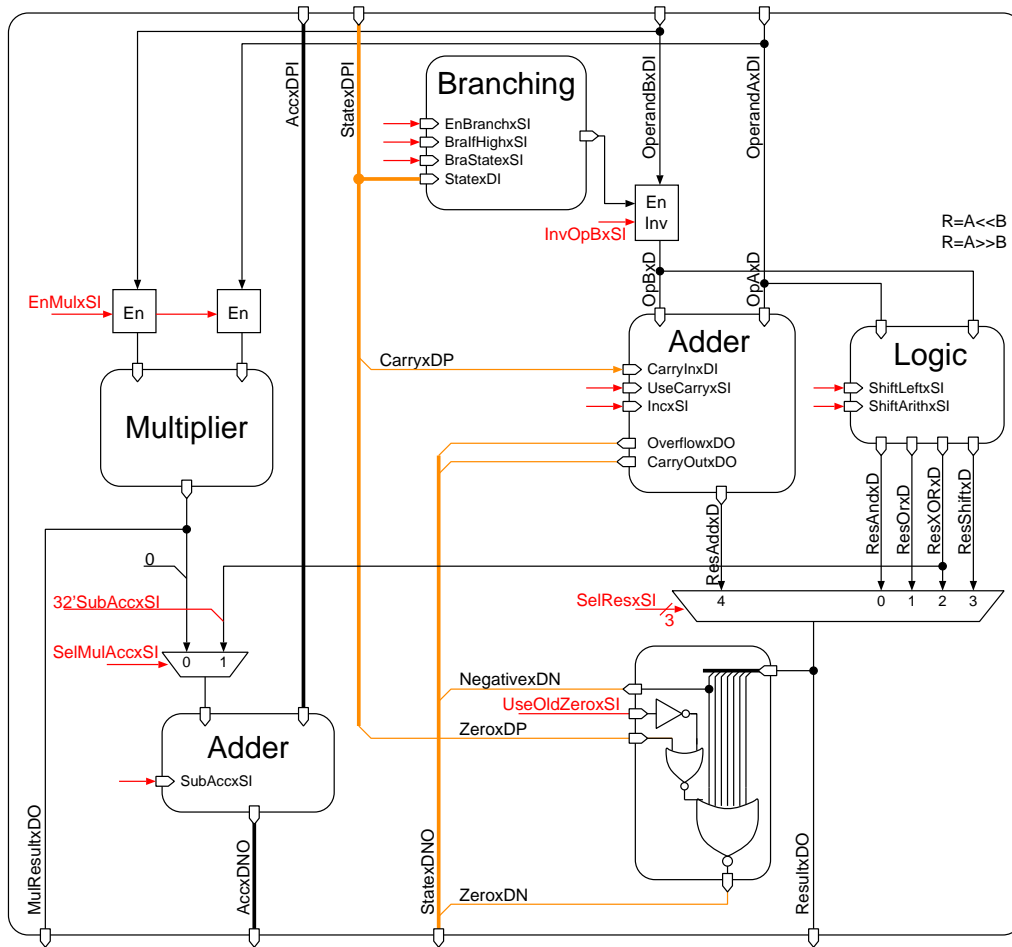 AccxDPI
StatexDPI
OperandBxDI
OperandAxDI
Branching
EnBranchxSI
BraIfHighxSI
BraStatexSI
StatexDI
En
Inv
InvOpBxSI
R=A<<B
R=A>>B
OpBxD
OpAxD
EnMulxSI
En
En
Multiplier
CarryxDP
Adder
CarryInxDI
UseCarryxSI
IncxSI
OverflowxDO
CarryOutxDO
Logic
ShiftLeftxSI
ShiftArithxSI
ResAddxD
ResAndxD
ResOrxD
ResXORxD
ResShiftxD
0
32'SubAccxSI
SelMulAccxSI
0 1
SelResxSI
3
4 0 1 2 3
Adder
SubAccxSI
NegativexDN
UseOldZeroxSI
ZeroxDP
ZeroxDN
MulResultxDO
AccxDNO
StatexDNO
ResultxDO